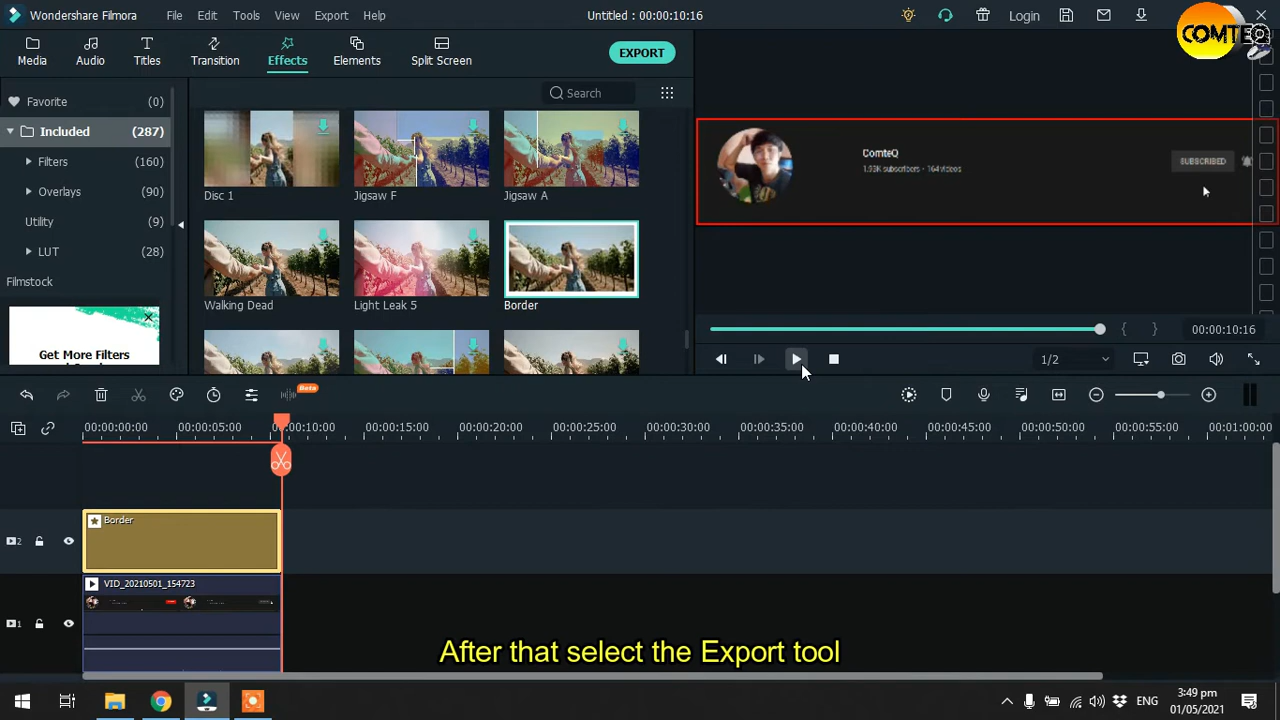 Wondershare Filmora
File Edit Tools View Export Help
Untitled : 00:00:10:16
Login
COMTEQ
Media Audio Titles Transition Effects Elements Split Screen
EXPORT
Favorite (0)
Included (287)
Filters (160)
Overlays (90)
Utility (9)
LUT (28)
Filmstock
Get More Filters
Search
Disc 1 Jigsaw F Jigsaw A
Walking Dead Light Leak 5 Border
ComteQ
1.93K subscribers • 164 videos
SUBSCRIBED
00:00:10:16
1/2
Beta
00:00:00:00 00:00:05:00 00:00:10:00 00:00:15:00 00:00:20:00 00:00:25:00 00:00:30:00 00:00:35:00 00:00:40:00 00:00:45:00 00:00:50:00 00:00:55:00 00:01:00:00
2
Border
1
VID_20210501_154723
After that select the Export tool
ENG
3:49 pm
01/05/2021